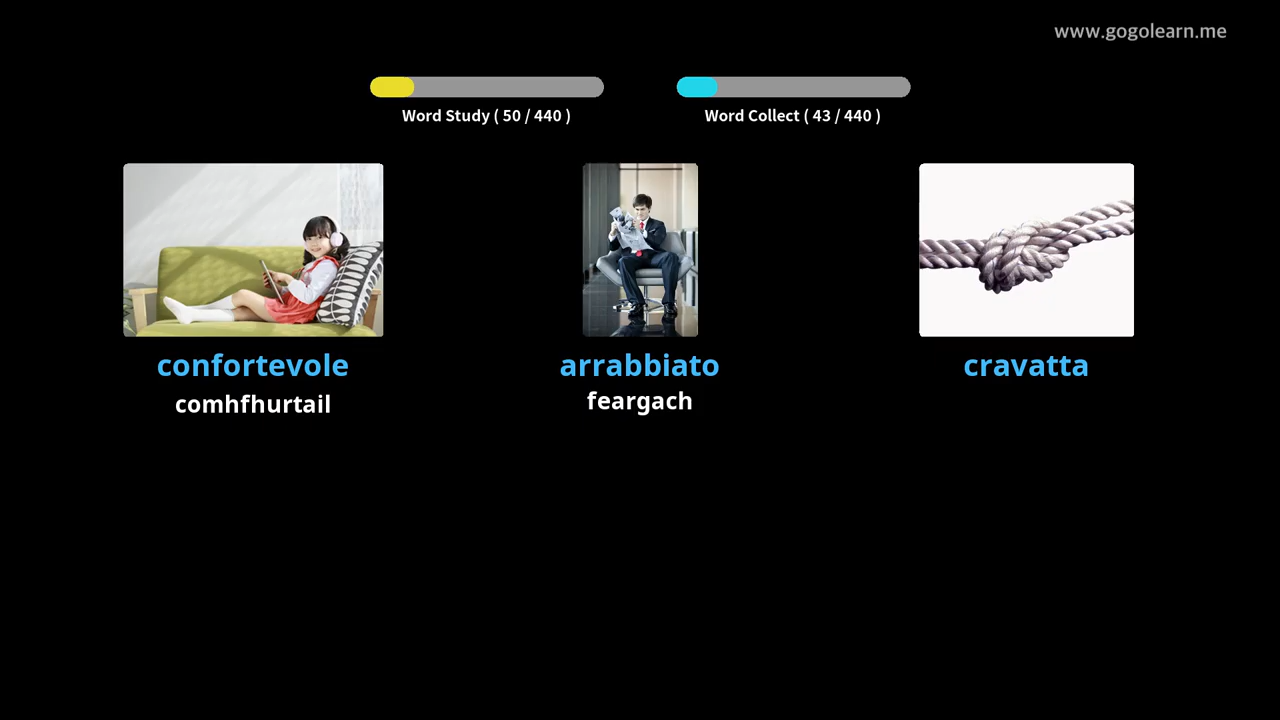 www.gogolearn.me
Word Study ( 50 / 440 )
Word Collect ( 43 / 440 )
confortevole
comhfhurtail
arrabbiato
feargach
cravatta